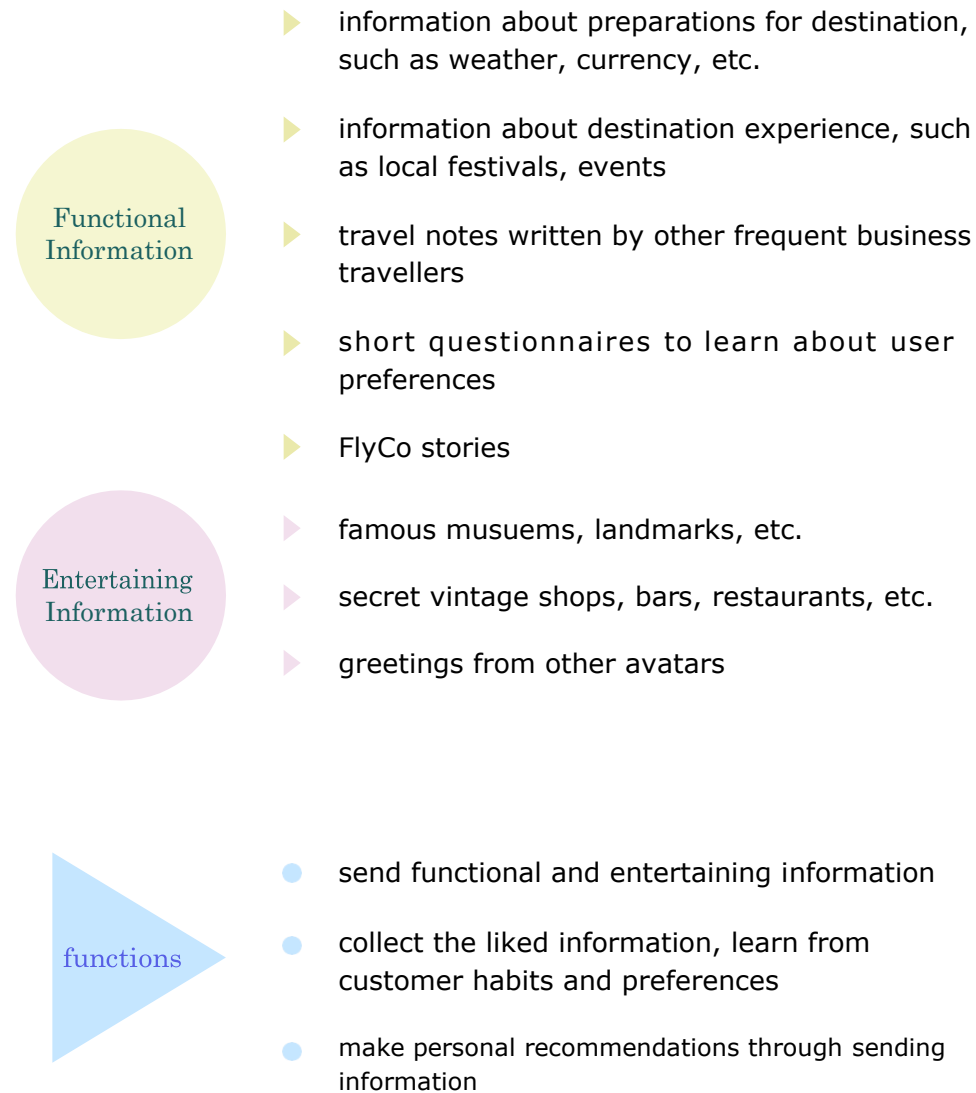 information about preparations for destination,
such as weather, currency, etc.
information about destination experience, such
as local festivals, events
Functional
Information
travel notes written by other frequent business
travellers
short questionnaires to learn about user
preferences
FlyCo stories
Entertaining
Information
famous musuems, landmarks, etc.
secret vintage shops, bars, restaurants, etc.
greetings from other avatars
functions
send functional and entertaining information
collect the liked information, learn from
customer habits and preferences
make personal recommendations through sending
information